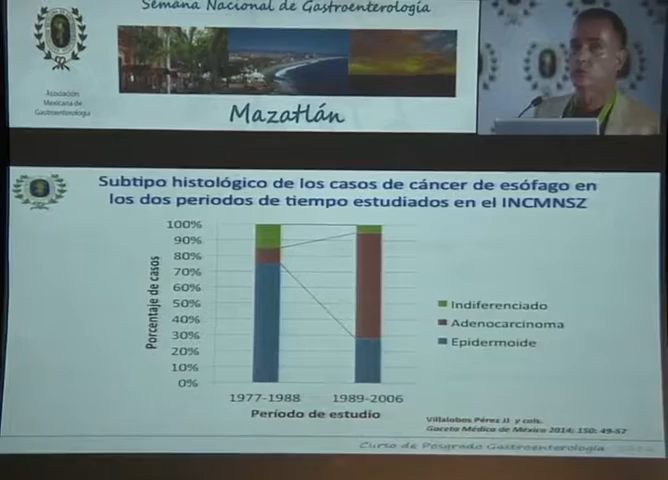 Semana Nacional de Gastroenterología
Asociación
Mexicana de
Gastroenterología
Mazatlán
Subtipo histológico de los casos de cáncer de esófago en
los dos periodos de tiempo estudiados en el INCMNSZ
100%
90%
80%
70%
60%
50%
40%
30%
20%
10%
0%
Porcentaje de casos
Indiferenciado
Adenocarcinoma
Epidermoide
1977-1988
1989-2006
Período de estudio
Villalobos Pérez JJ y cols.
Gaceta Médica de México 2014; 150: 49-57
Curso de Posgrado Gastroenterología